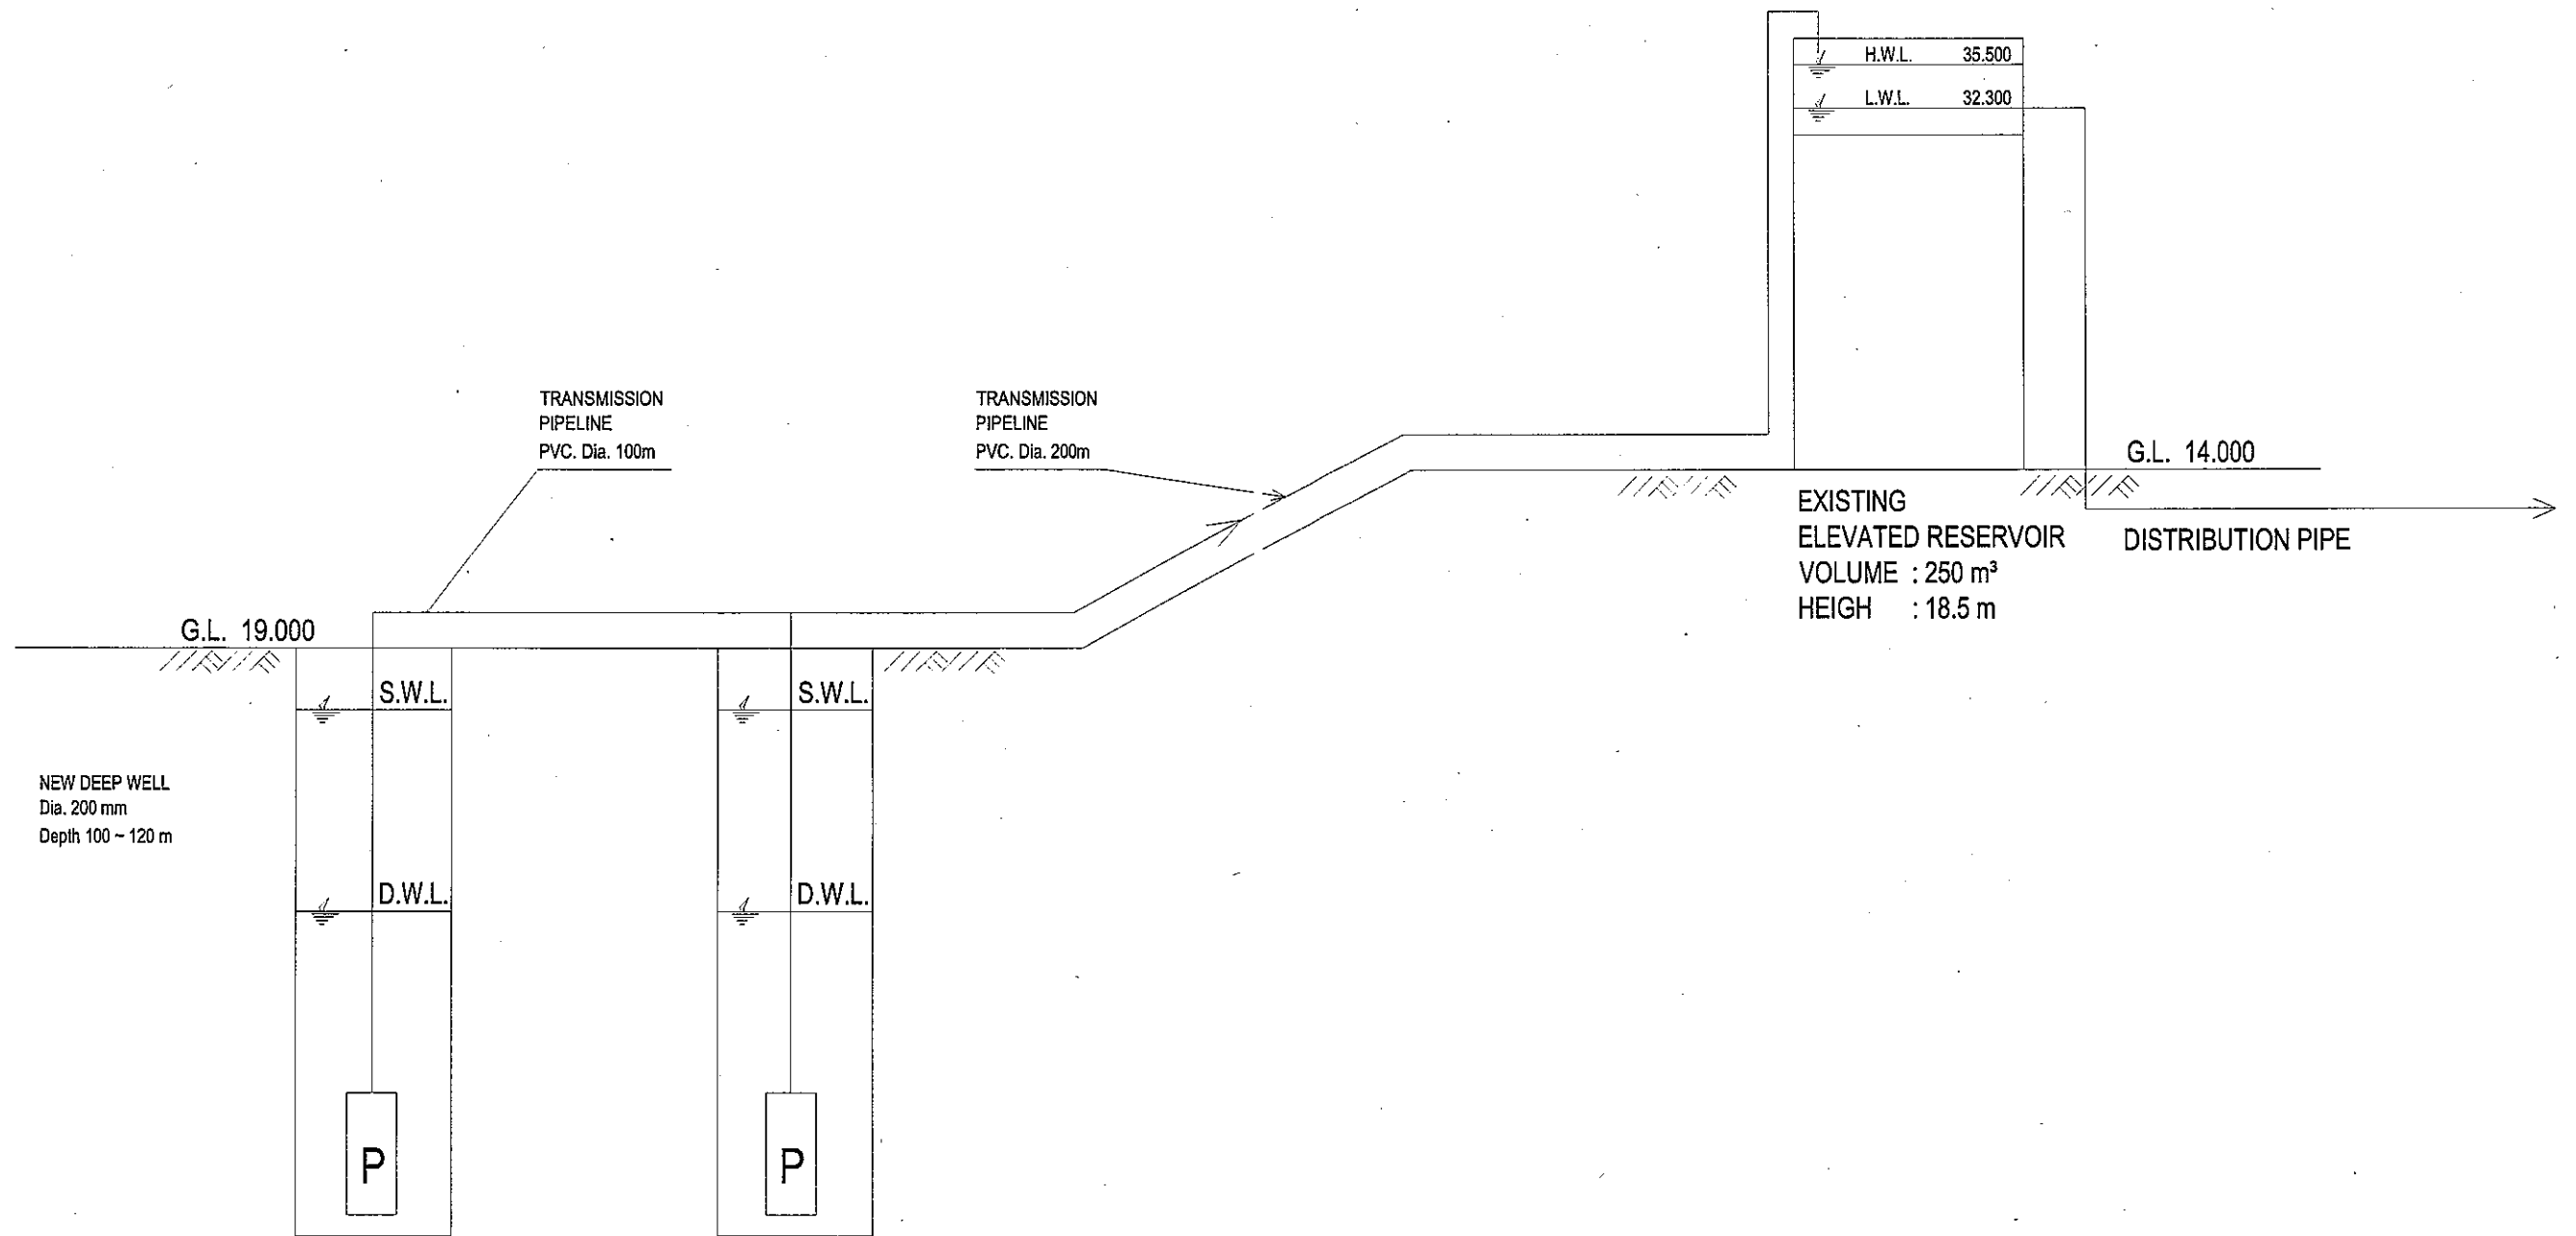 H.W.L. 35.500
L.W.L. 32.300
TRANSMISSION
PIPELINE
PVC. Dia. 100m
TRANSMISSION
PIPELINE
PVC. Dia. 200m
G.L. 14.000
EXISTING
ELEVATED RESERVOIR
VOLUME : 250 m³
HEIGH : 18.5 m
DISTRIBUTION PIPE
G.L. 19.000
S.W.L.
S.W.L.
NEW DEEP WELL
Dia. 200 mm
Depth 100 ~ 120 m
D.W.L.
D.W.L.
P
P